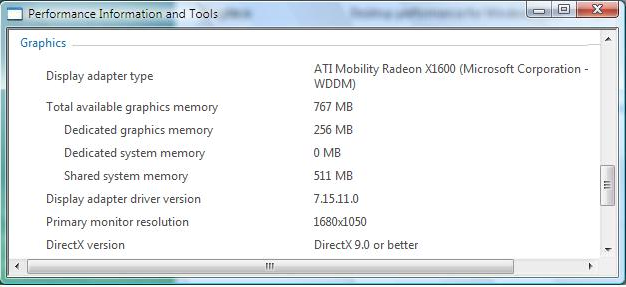 Performance Information and Tools
Graphics
Display adapter type
ATI Mobility Radeon X1600 (Microsoft Corporation -
WDDM)
Total available graphics memory 767 MB
Dedicated graphics memory 256 MB
Dedicated system memory 0 MB
Shared system memory 511 MB
Display adapter driver version 7.15.11.0
Primary monitor resolution 1680x1050
DirectX version DirectX 9.0 or better